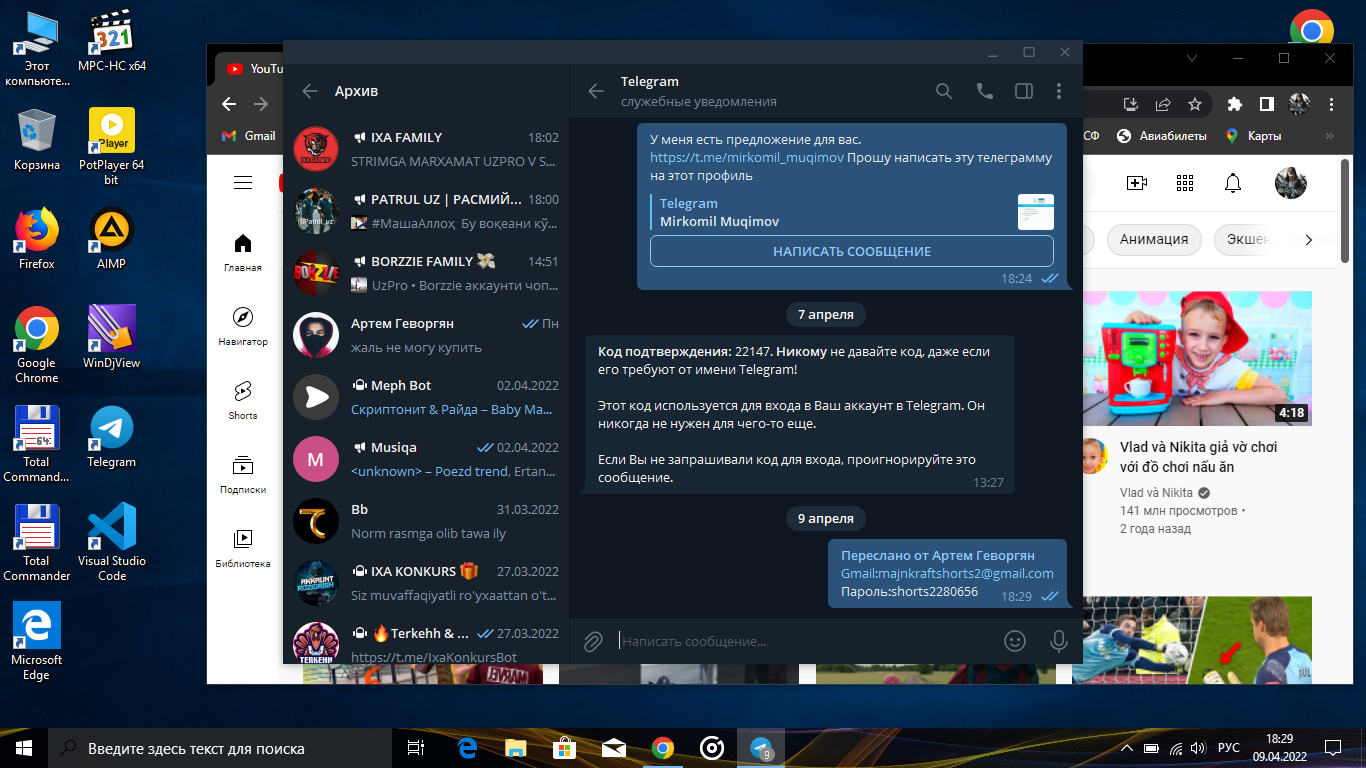 Этот
компьюте...
MPC-HC x64
Корзина
PotPlayer 64
bit
Firefox
AIMP
Google
Chrome
WinDjView
Total
Command...
Telegram
Total
Commander
Visual Studio
Code
Microsoft
Edge
YouTu
Gmail
СФ
Авиабилеты
Карты
Главная
Навигатор
Shorts
Подписки
Библиотека
Архив
IXA FAMILY 18:02
STRIMGA MARXAMAT UZPRO V S...
PATRUL UZ | РАСМИЙ... 18:00
#МашаАллоҳ Бу воқеани кў...
BORZZIE FAMILY 💸 14:51
UzPro • Borzzie аккаунти чоп...
Артем Геворгян Пн
жаль не могу купить
Meph Bot 02.04.2022
Скриптонит & Райда – Baby Ma...
M
Musiqa 02.04.2022
<unknown> – Poezd trend, Ertan...
Bb 31.03.2022
Norm rasmga olib tawa ily
IXA KONKURS 🎁 27.03.2022
Siz muvaffaqiyatli ro'yxaattan o't...
🔥Terkehh & ... 27.03.2022
https://t.me/IxaKonkursBot
Telegram
служебные уведомления
У меня есть предложение для вас.
https://t.me/mirkomil_muqimov Прошу написать эту телеграмму
на этот профиль
Telegram
Mirkomil Muqimov
НАПИСАТЬ СООБЩЕНИЕ
18:24
7 апреля
Код подтверждения: 22147. Никому не давайте код, даже если
его требуют от имени Telegram!
Этот код используется для входа в Ваш аккаунт в Telegram. Он
никогда не нужен для чего-то еще.
Если Вы не запрашивали код для входа, проигнорируйте это
сообщение.
13:27
9 апреля
Переслано от Артем Геворгян
Gmail:majnkraftshorts2@gmail.com
Пароль:shorts2280656
18:29
Написать сообщение...
Анимация
Экшен
4:18
Vlad và Nikita giả vờ chơi
với đồ chơi nấu ăn
Vlad và Nikita
141 млн просмотров •
2 года назад
Введите здесь текст для поиска
9
РУС
18:29
09.04.2022